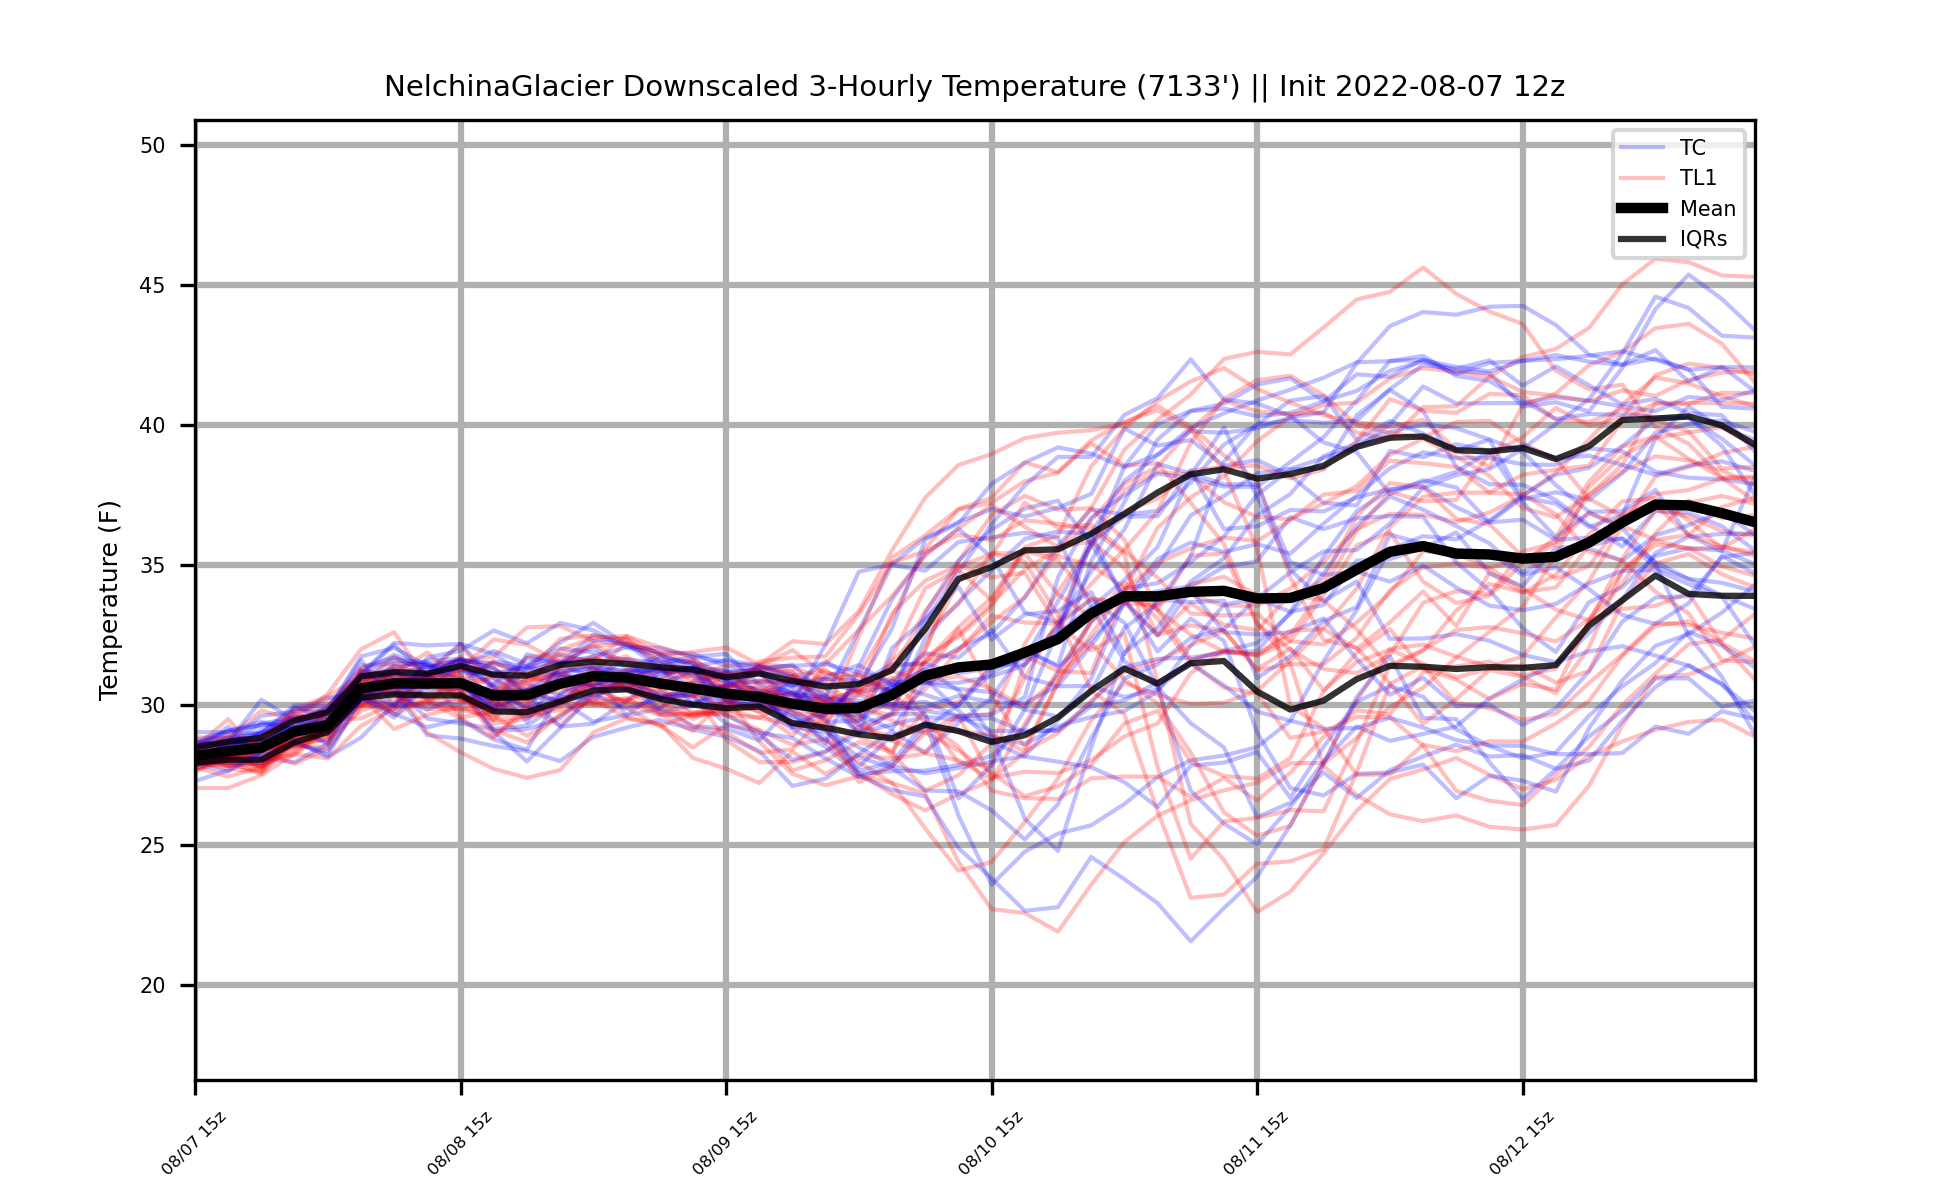 NelchinaGlacier Downscaled 3-Hourly Temperature (7133') || Init 2022-08-07 12z
TC
TL1
Mean
IQRs
Temperature (F)
50
45
40
35
30
25
20
08/07 15z
08/08 15z
08/09 15z
08/10 15z
08/11 15z
08/12 15z